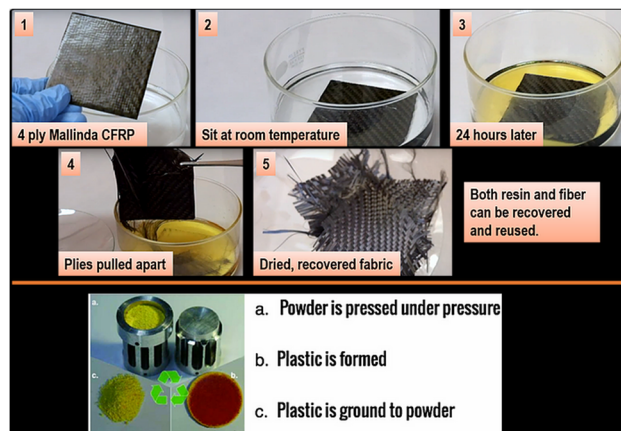 1
4 ply Mallinda CFRP
2
Sit at room temperature
3
24 hours later
4
Plies pulled apart
5
Dried, recovered fabric
Both resin and fiber
can be recovered
and reused.
a.
c.
b.
a. Powder is pressed under pressure
b. Plastic is formed
c. Plastic is ground to powder